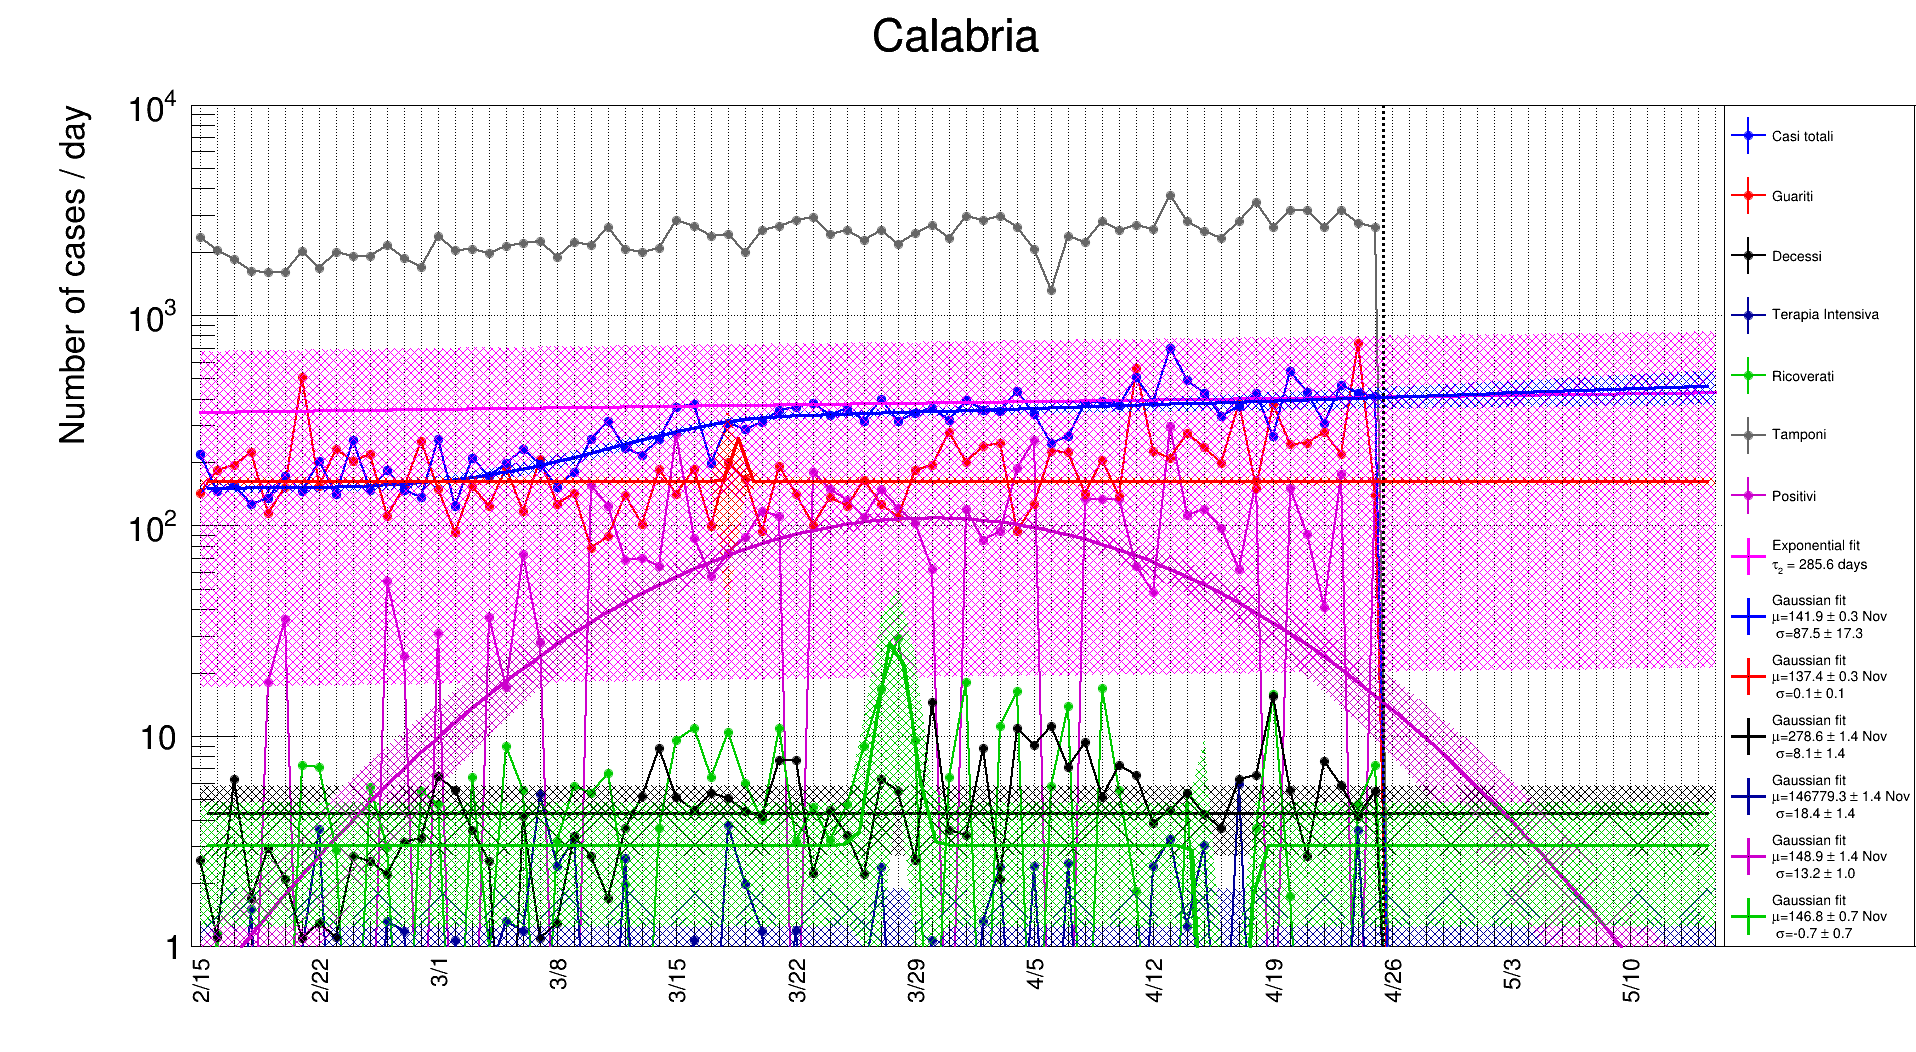 Calabria
Number of cases / day
10^4
10^3
10^2
10
1
2/15
2/22
3/1
3/8
3/15
3/22
3/29
4/5
4/12
4/19
4/26
5/3
5/10
Casi totali
Guariti
Decessi
Terapia Intensiva
Ricoverati
Tamponi
Positivi
Exponential fit
τ₂ = 285.6 days
Gaussian fit
μ=141.9 ± 0.3 Nov
σ=87.5 ± 17.3
Gaussian fit
μ=137.4 ± 0.3 Nov
σ=0.1 ± 0.1
Gaussian fit
μ=278.6 ± 1.4 Nov
σ=8.1 ± 1.4
Gaussian fit
μ=146779.3 ± 1.4 Nov
σ=18.4 ± 1.4
Gaussian fit
μ=148.9 ± 1.4 Nov
σ=13.2 ± 1.0
Gaussian fit
μ=146.8 ± 0.7 Nov
σ=-0.7 ± 0.7